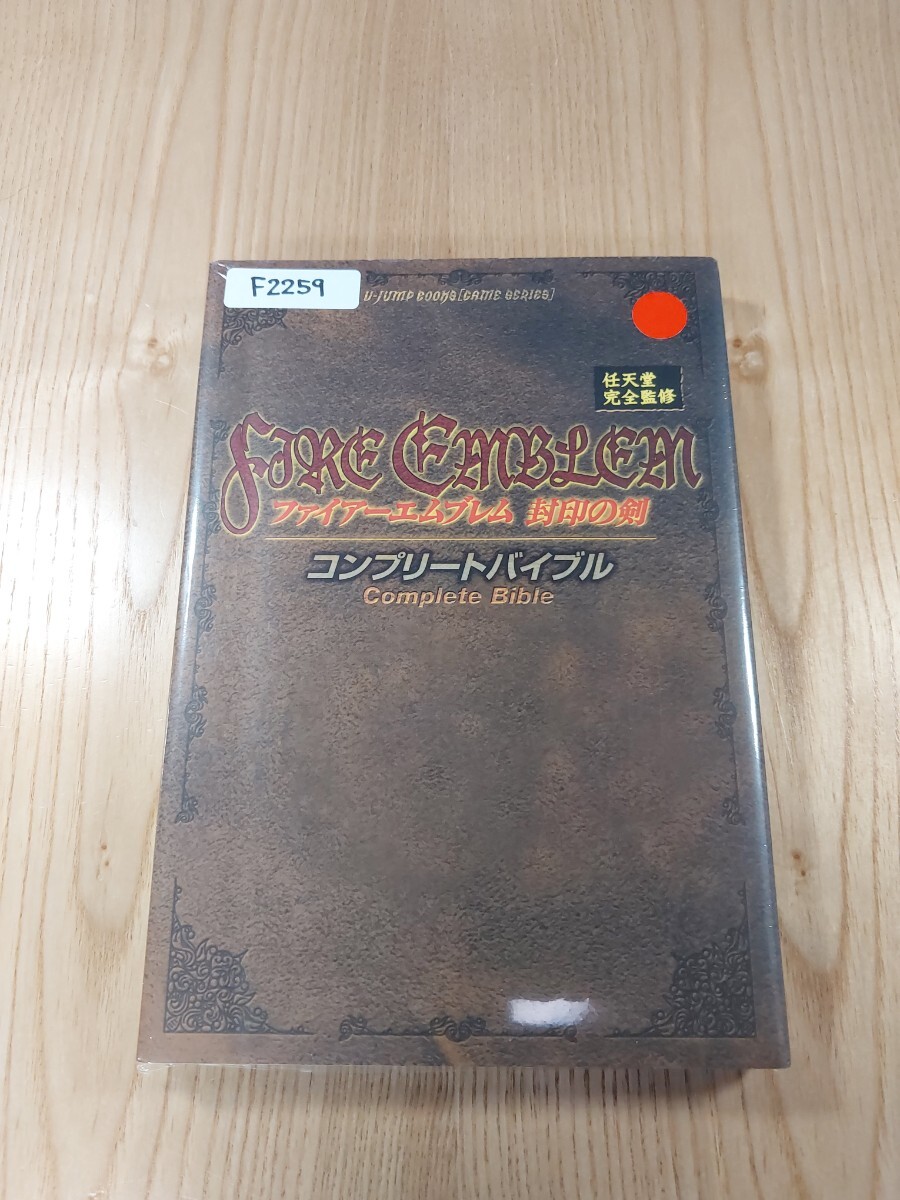 F2259
V-JUMP BOOKS[GAME SERIES]
任天堂
完全監修
FIRE EMBLEM
ファイアーエムブレム 封印の剣
コンプリートバイブル
Complete Bible